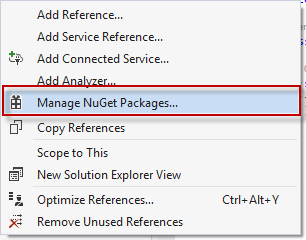 Add Reference...
Add Service Reference...
Add Connected Service...
Add Analyzer...
Manage NuGet Packages...
Copy References
Scope to This
New Solution Explorer View
Optimize References... Ctrl+Alt+Y
Remove Unused References